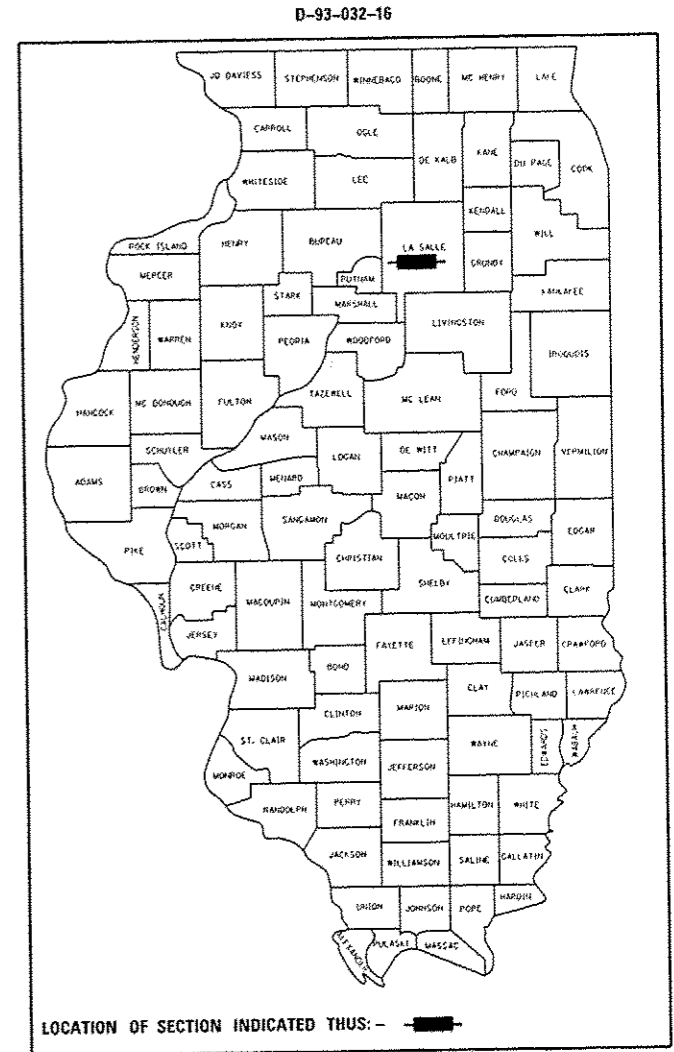 D-93-032-16
JO DAVIESS STEPHENSON WINNEBAGO BOONE MC HENRY LAKE
CARROLL OGLE DE KALB KANE DU PAGE COOK
WHITESIDE LEE KENDALL WILL
ROCK ISLAND HENRY BUREAU LA SALLE GRUNDY
MERCER PUTNAM KANKAKEE
HENDERSON WARREN KNOX STARK MARSHALL LIVINGSTON
PEORIA WOODFORD IROQUOIS
HANCOCK MC DONOUGH FULTON TAZEWELL MC LEAN FORD
SCHUYLER MASON LOGAN DE WITT CHAMPAIGN VERMILION
ADAMS BROWN CASS MENARD MACON PIATT
PIKE SCOTT MORGAN SANGAMON CHRISTIAN MOULTRIE DOUGLAS EDGAR
COLES
CALHOUN GREENE MACOUPIN MONTGOMERY SHELBY CUMBERLAND CLARK
JERSEY FAYETTE EFFINGHAM JASPER CRAWFORD
MADISON BOND CLAY RICHLAND LAWRENCE
CLINTON MARION
ST. CLAIR WASHINGTON WAYNE EDWARDS WABASH
MONROE JEFFERSON
RANDOLPH PERRY HAMILTON WHITE
FRANKLIN
JACKSON WILLIAMSON SALINE GALLATIN
UNION JOHNSON POPE HARDIN
ALEXANDER PULASKI MASSAC
LOCATION OF SECTION INDICATED THUS: -